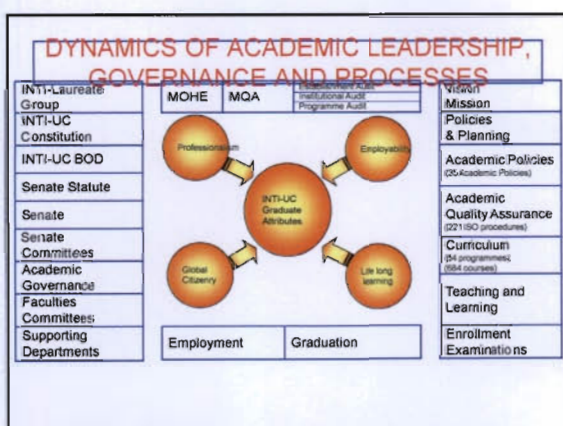 DYNAMICS OF ACADEMIC LEADERSHIP,
GOVERNANCE AND PROCESSES
INTI-Laureate
Group
INTI-UC
Constitution
INTI-UC BOD
Senate Statute
Senate
Senate
Committees
Academic
Governance
Faculties
Committees
Supporting
Departments
MOHE
MQA
Establishment Audit
Institutional Audit
Programme Audit
Professionalism
Employability
INTI-UC
Graduate
Attributes
Global
Citizenry
Life long
learning
Employment
Graduation
Vision
Mission
Policies
& Planning
Academic Policies
(35 Academic Policies)
Academic
Quality Assurance
(221 ISO procedures)
Curriculum
(54 programmes;
(684 courses)
Teaching and
Learning
Enrollment
Examinations